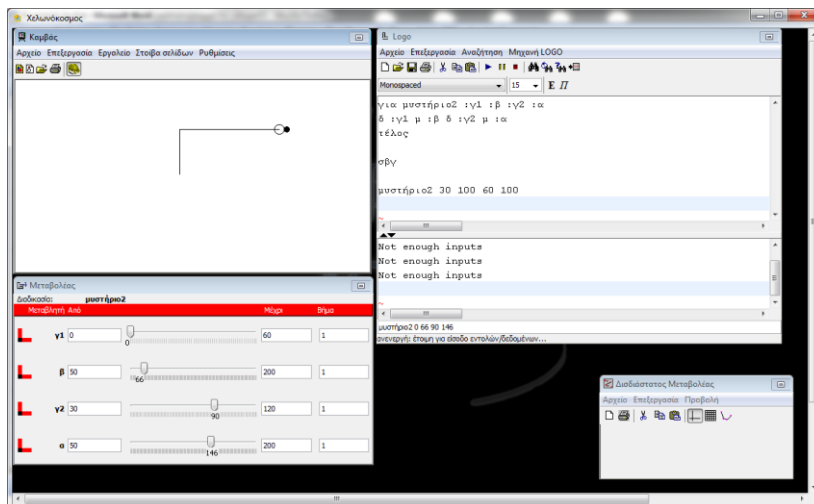 Χελωνόκοσμος
Καμβάς
Αρχείο Επεξεργασία Εργαλείο Στοίβα σελίδων Ρυθμίσεις
Logo
Αρχείο Επεξεργασία Αναζήτηση Μηχανή LOGO
Monospaced 15 Ε Π
για μυστήριο2 :γ1 :β :γ2 :α
δ :γ1 μ :β δ :γ2 μ :α
τέλος
σβγ
μυστήριο2 30 100 60 100
~
Not enough inputs
Not enough inputs
Not enough inputs
~
μυστήριο2 0 66 90 146
ανενεργή: έτοιμη για είσοδο εντολών/δεδομένων...
Μεταβολέας
Διαδικασία: μυστήριο2
Μεταβλητή Από Μέχρι Βήμα
γ1 0 0 60 1
β 50 66 200 1
γ2 30 90 120 1
α 50 146 200 1
Δισδιάστατος Μεταβολέας
Αρχείο Επεξεργασία Προβολή